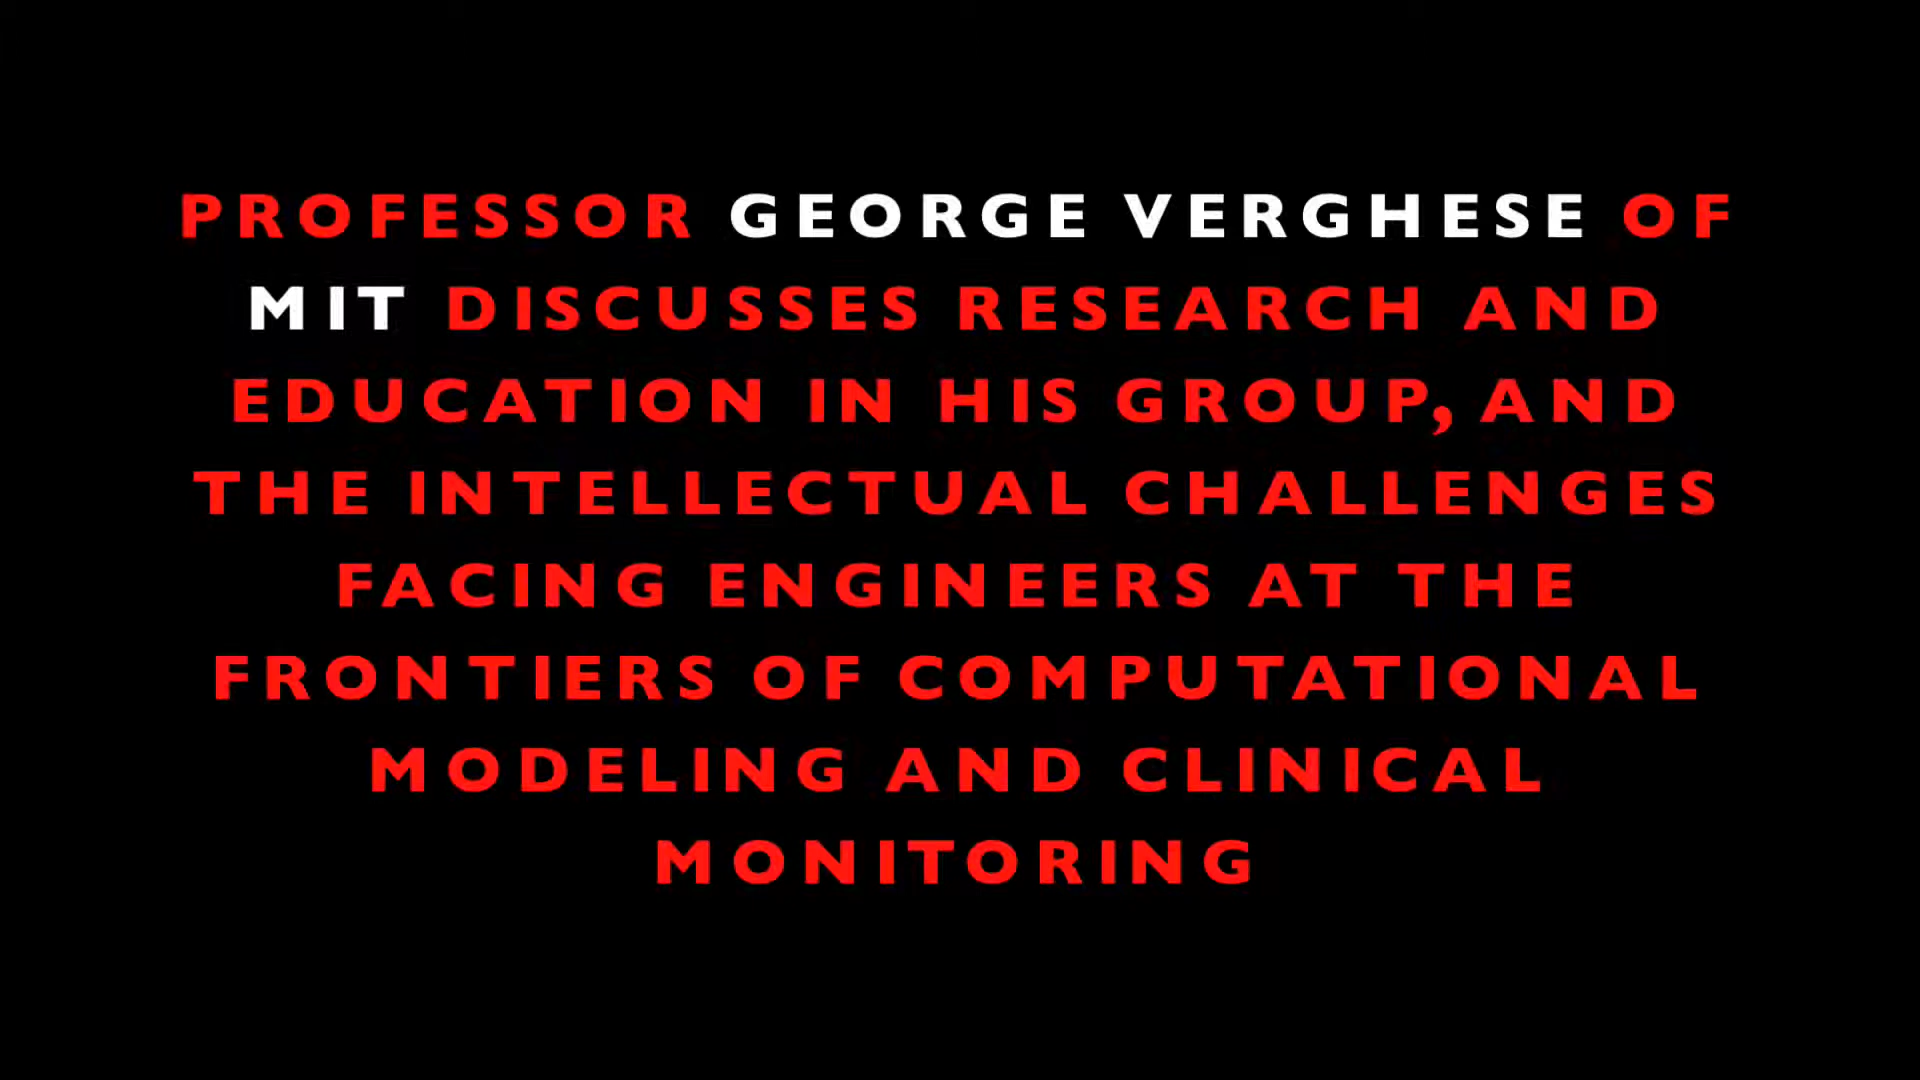 PROFESSOR GEORGE VERGHESE OF
MIT DISCUSSES RESEARCH AND
EDUCATION IN HIS GROUP, AND
THE INTELLECTUAL CHALLENGES
FACING ENGINEERS AT THE
FRONTIERS OF COMPUTATIONAL
MODELING AND CLINICAL
MONITORING